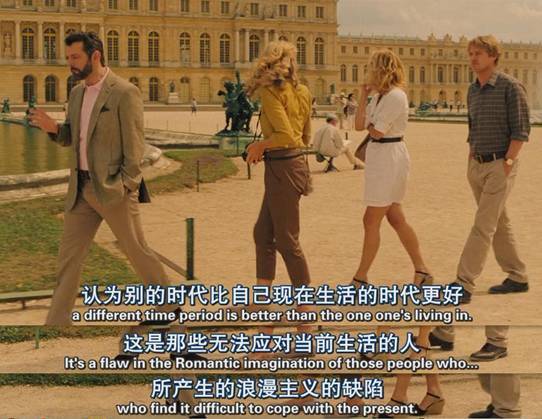 认为别的时代比自己现在生活的时代更好
a different time period is better than the one one's living in.
这是那些无法应对当前生活的人
It's a flaw in the Romantic imagination of those people who...
所产生的浪漫主义的缺陷
who find it difficult to cope with the present.